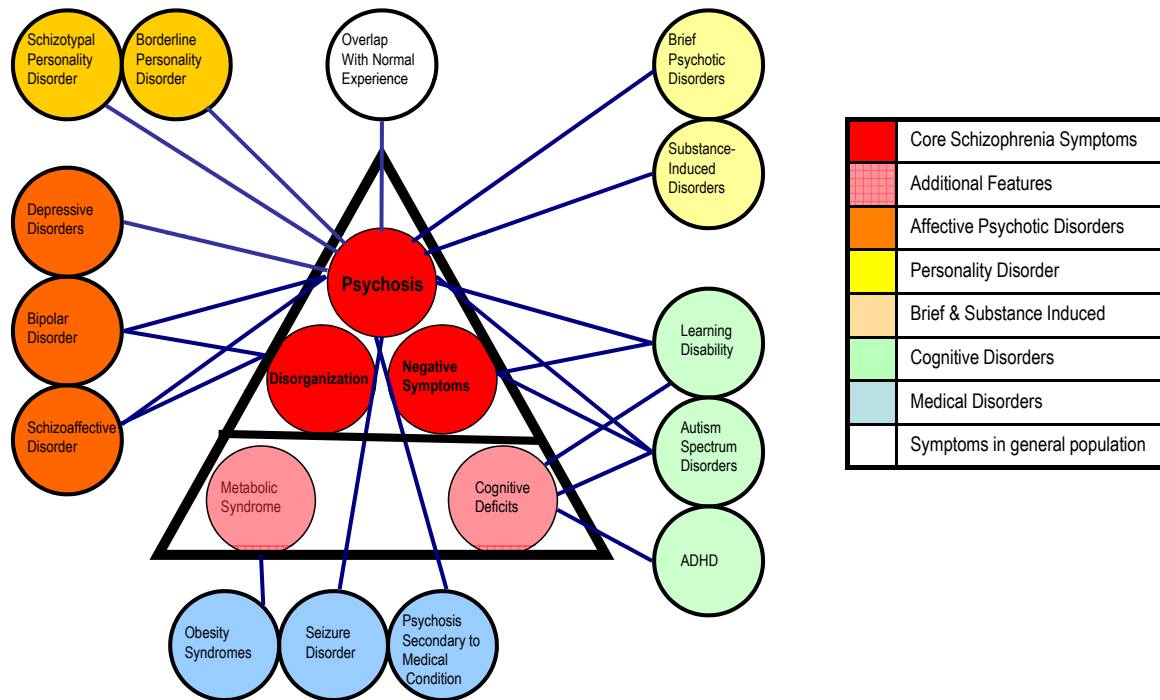 Schizotypal
Personality
Disorder
Borderline
Personality
Disorder
Overlap
With Normal
Experience
Brief
Psychotic
Disorders
Substance-
Induced
Disorders
Depressive
Disorders
Bipolar
Disorder
Schizoaffective
Disorder
Psychosis
Disorganization
Negative
Symptoms
Metabolic
Syndrome
Cognitive
Deficits
Learning
Disability
Autism
Spectrum
Disorders
ADHD
Obesity
Syndromes
Seizure
Disorder
Psychosis
Secondary to
Medical
Condition
Core Schizophrenia Symptoms
Additional Features
Affective Psychotic Disorders
Personality Disorder
Brief & Substance Induced
Cognitive Disorders
Medical Disorders
Symptoms in general population